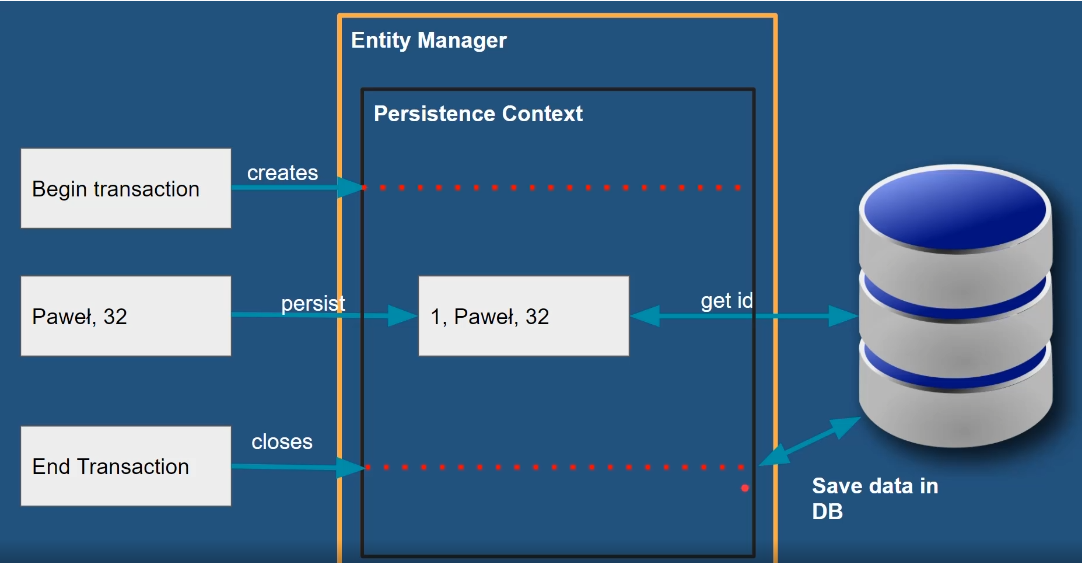 Entity Manager
Persistence Context
creates
Begin transaction
persist
get id
Paweł, 32
1, Paweł, 32
closes
End Transaction
Save data in
DB